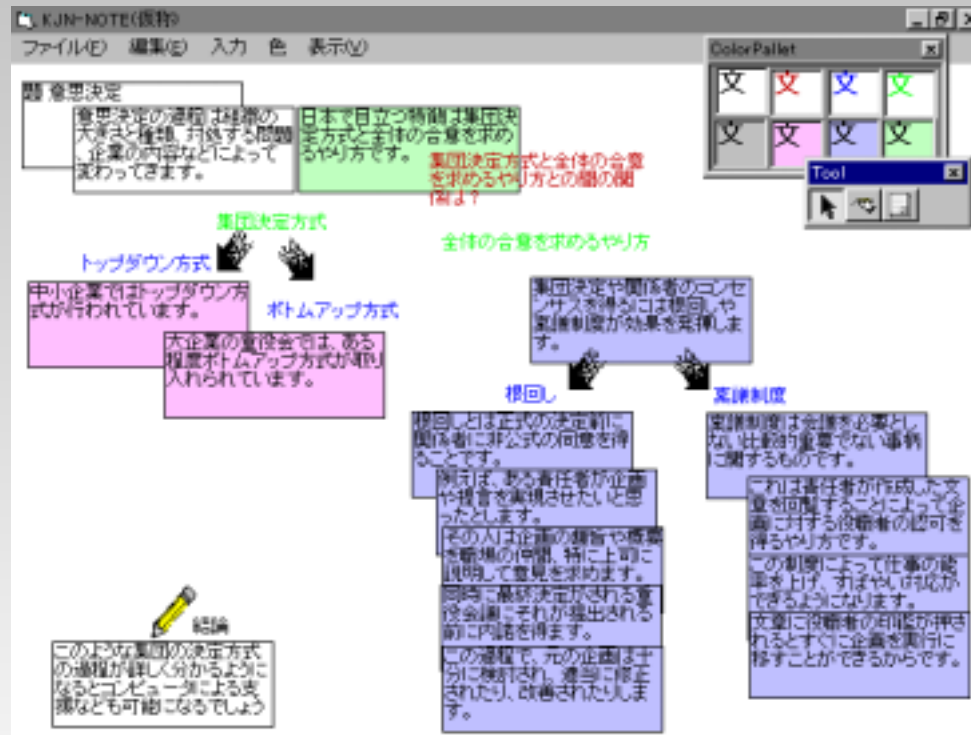 KJN-NOTE(仮称)
ファイル(F) 編集(E) 入力 色 表示(V)
ColorPallet
文 文 文 文
文 文 文 文
Tool
題 意思決定
意思決定の過程は組織の
大きさと種類、対処する問題
、企業の内容などによって
変わってきます。
日本で目立つ特徴は集団決
定方式と全体の合意を求め
るやり方です。
集団決定方式と全体の合意
を求めるやり方との間の関
係は?
集団決定方式
全体の合意を求めるやり方
トップダウン方式
中小企業ではトップダウン方
式が行われています。
ボトムアップ方式
大企業の重役会では、ある
程度ボトムアップ方式が取り
入れられています。
集団決定や関係者のコンセ
ンサスを得るには根回しや
稟議制度が効果を発揮しま
す。
根回し
根回しとは正式の決定前に
関係者に非公式の同意を得
ることです。
例えば、ある責任者が企画
や提言を実現させたいと思
ったとします。
その人は企画の趣旨や概要
を職場の仲間、特に上司に
説明して意見を求めます。
同時に最終決定がされる重
役会議にそれが提出される
前に内諾を得ます。
この過程で、元の企画は十
分に検討され、適当に修正
されたり、改善されたりしま
す。
稟議制度
稟議制度は会議を必要とし
ない比較的重要でない事柄
に関するものです。
これは責任者が作成した文
章を回覧することによって企
画に対する役職者の認可を
得るやり方です。
この制度によって仕事の能
率を上げ、すばやい対応が
できるようになります。
文章に役職者の印鑑が押さ
れるとすぐに企画を実行に
移すことができるからです。
結論
このような集団の決定方式
の過程が詳しく分かるように
なるとコンピュータによる支
援なども可能になるでしょう